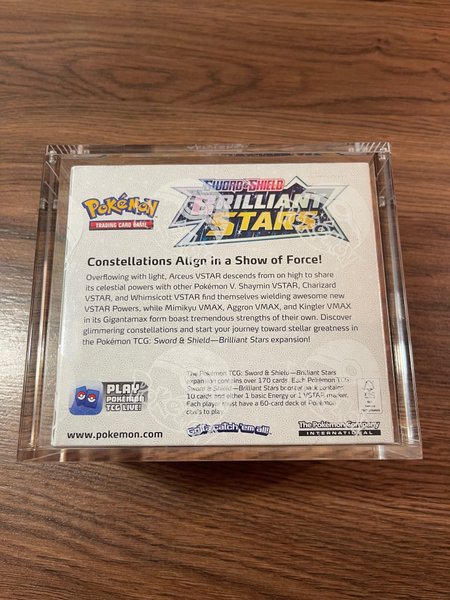 SWORD & SHIELD
Pokémon
BRILLIANT
TRADING CARD GAME
STARS
Constellations Align in a Show of Force!
Overflowing with light, Arceus VSTAR descends from on high to share
its celestial powers with other Pokémon V. Shaymin VSTAR, Charizard
VSTAR, and Whimsicott VSTAR find themselves wielding awesome new
VSTAR Powers, while Mimikyu VMAX, Aggron VMAX, and Kingler VMAX
in its Gigantamax form boast tremendous strengths of their own. Discover
glimmering constellations and start your journey toward stellar greatness in
the Pokémon TCG: Sword & Shield—Brilliant Stars expansion!
PLAY
POKÉMON
TCG LIVE!
The Pokémon TCG: Sword & Shield—Brilliant Stars
expansion contains over 170 cards. Each Pokémon TCG:
Sword & Shield—Brilliant Stars booster pack contains
10 cards and either 1 basic Energy or 1 VSTAR marker.
Each player must have a 60-card deck of Pokémon
cards to play.
www.pokemon.com
Gotta catch 'em all!
The Pokémon Company
INTERNATIONAL